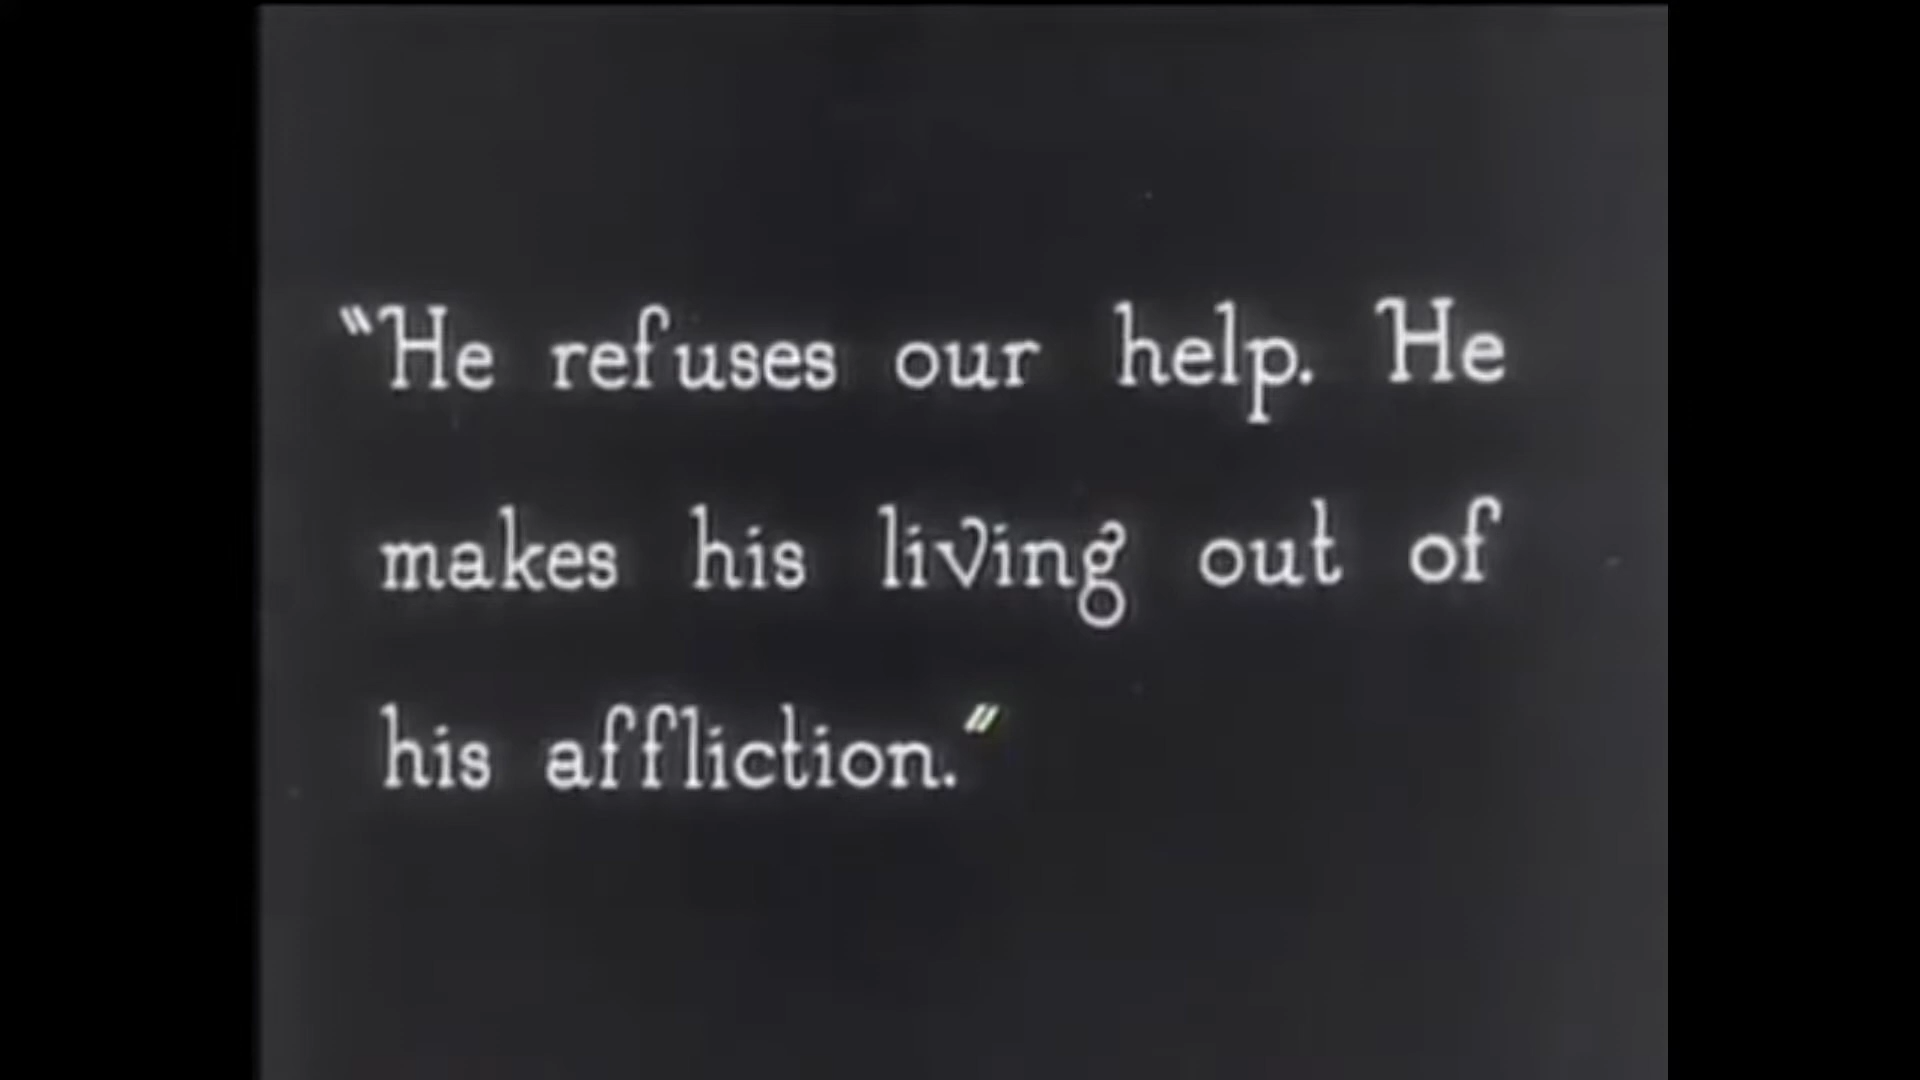 "He refuses our help. He
makes his living out of
his affliction."